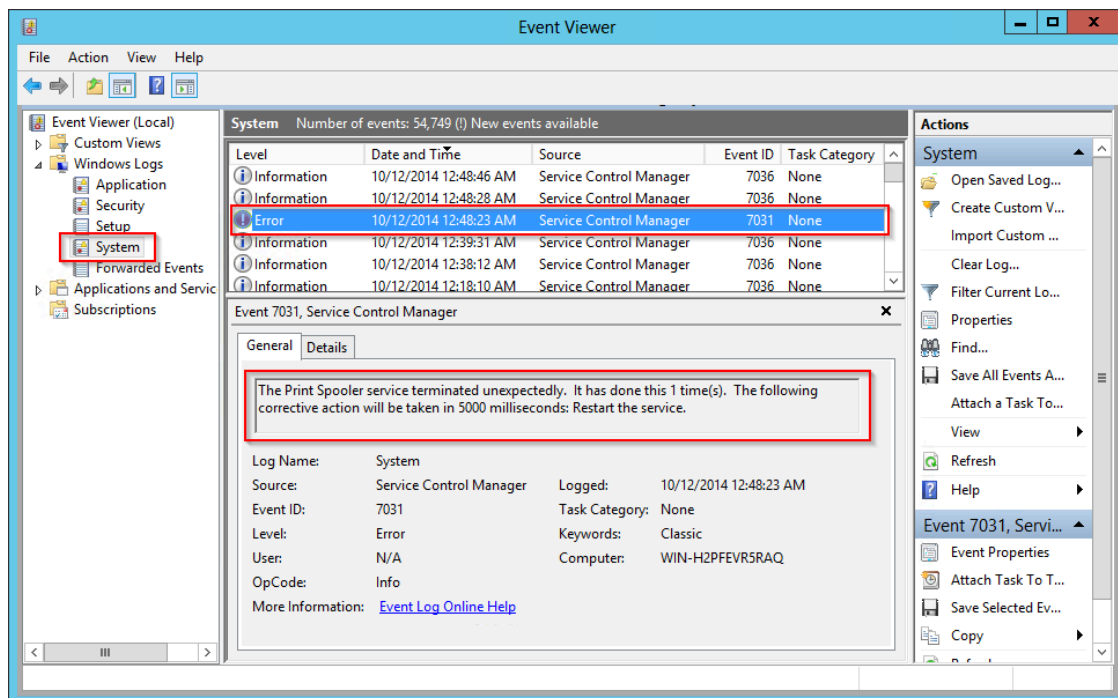 Event Viewer
File Action View Help
Event Viewer (Local)
Custom Views
Windows Logs
Application
Security
Setup
System
Forwarded Events
Applications and Servic
Subscriptions
System Number of events: 54,749 (!) New events available
Level Date and Time Source Event ID Task Category
Information 10/12/2014 12:48:46 AM Service Control Manager 7036 None
Information 10/12/2014 12:48:28 AM Service Control Manager 7036 None
Error 10/12/2014 12:48:23 AM Service Control Manager 7031 None
Information 10/12/2014 12:39:31 AM Service Control Manager 7036 None
Information 10/12/2014 12:38:12 AM Service Control Manager 7036 None
Information 10/12/2014 12:18:10 AM Service Control Manager 7036 None
Event 7031, Service Control Manager
General Details
The Print Spooler service terminated unexpectedly. It has done this 1 time(s). The following
corrective action will be taken in 5000 milliseconds: Restart the service.
Log Name: System
Source: Service Control Manager Logged: 10/12/2014 12:48:23 AM
Event ID: 7031 Task Category: None
Level: Error Keywords: Classic
User: N/A Computer: WIN-H2PFEVR5RAQ
OpCode: Info
More Information: Event Log Online Help
Actions
System
Open Saved Log...
Create Custom V...
Import Custom ...
Clear Log...
Filter Current Lo...
Properties
Find...
Save All Events A...
Attach a Task To...
View
Refresh
Help
Event 7031, Servi...
Event Properties
Attach Task To T...
Save Selected Ev...
Copy